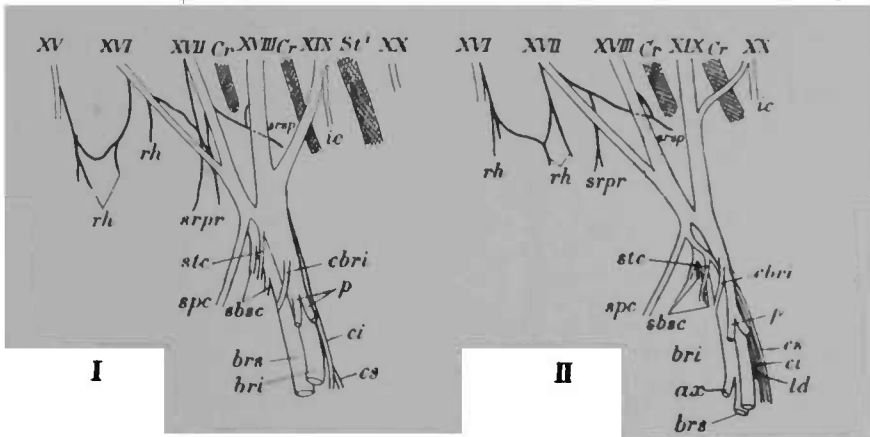 XV XVI XVII Cr XVIII Cr XIX St¹ XX
srsp ic
rh
rh srpr
stc cbri
spc sbsc p
ci
brs
bri cs
I
XVI XVII XVIII Cr XIX Cr XX
srsp ic
rh rh srpr
stc cbri
spc sbsc p
cs
bri ci
ax ld
brs
II